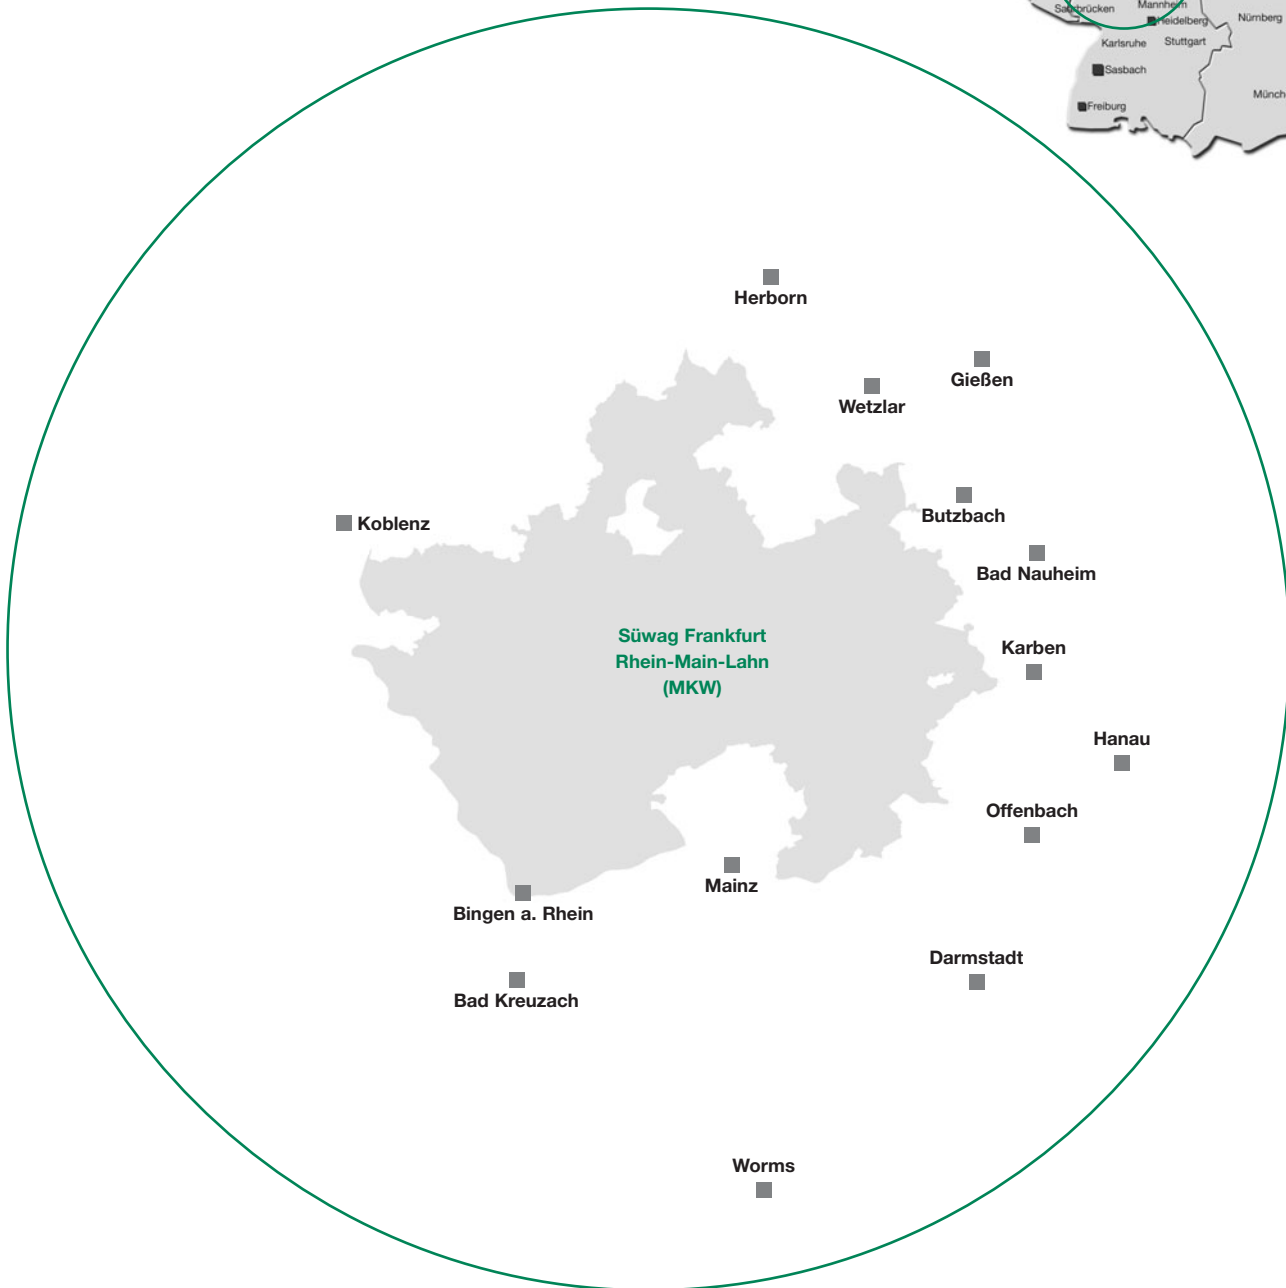 Saarbrücken
Mannheim
Heidelberg
Nürnberg
Karlsruhe
Stuttgart
Sasbach
Freiburg
Herborn
Gießen
Wetzlar
Butzbach
Koblenz
Bad Nauheim
Süwag Frankfurt
Rhein-Main-Lahn
(MKW)
Karben
Hanau
Offenbach
Mainz
Bingen a. Rhein
Darmstadt
Bad Kreuzach
Worms